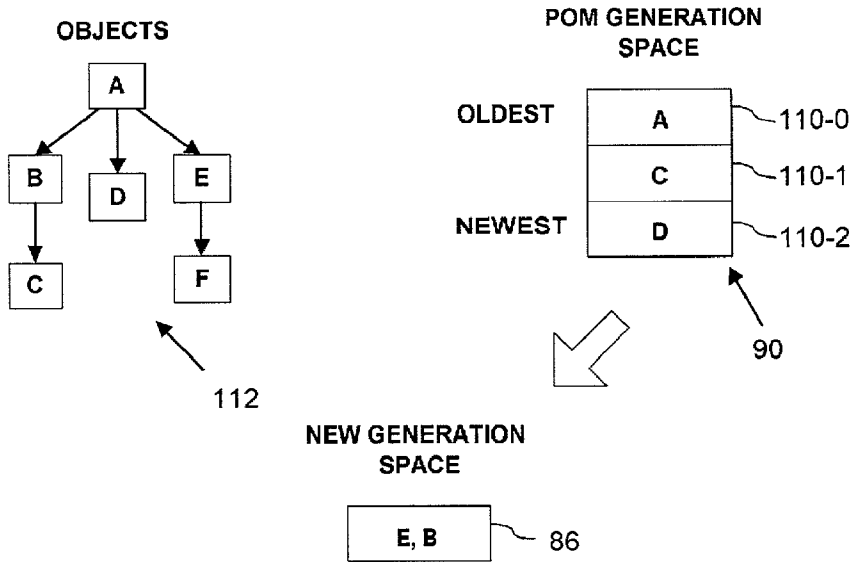 OBJECTS
A
B
D
E
C
F
112
POM GENERATION
SPACE
OLDEST
NEWEST
A
C
D
110-0
110-1
110-2
90
NEW GENERATION
SPACE
E, B
86